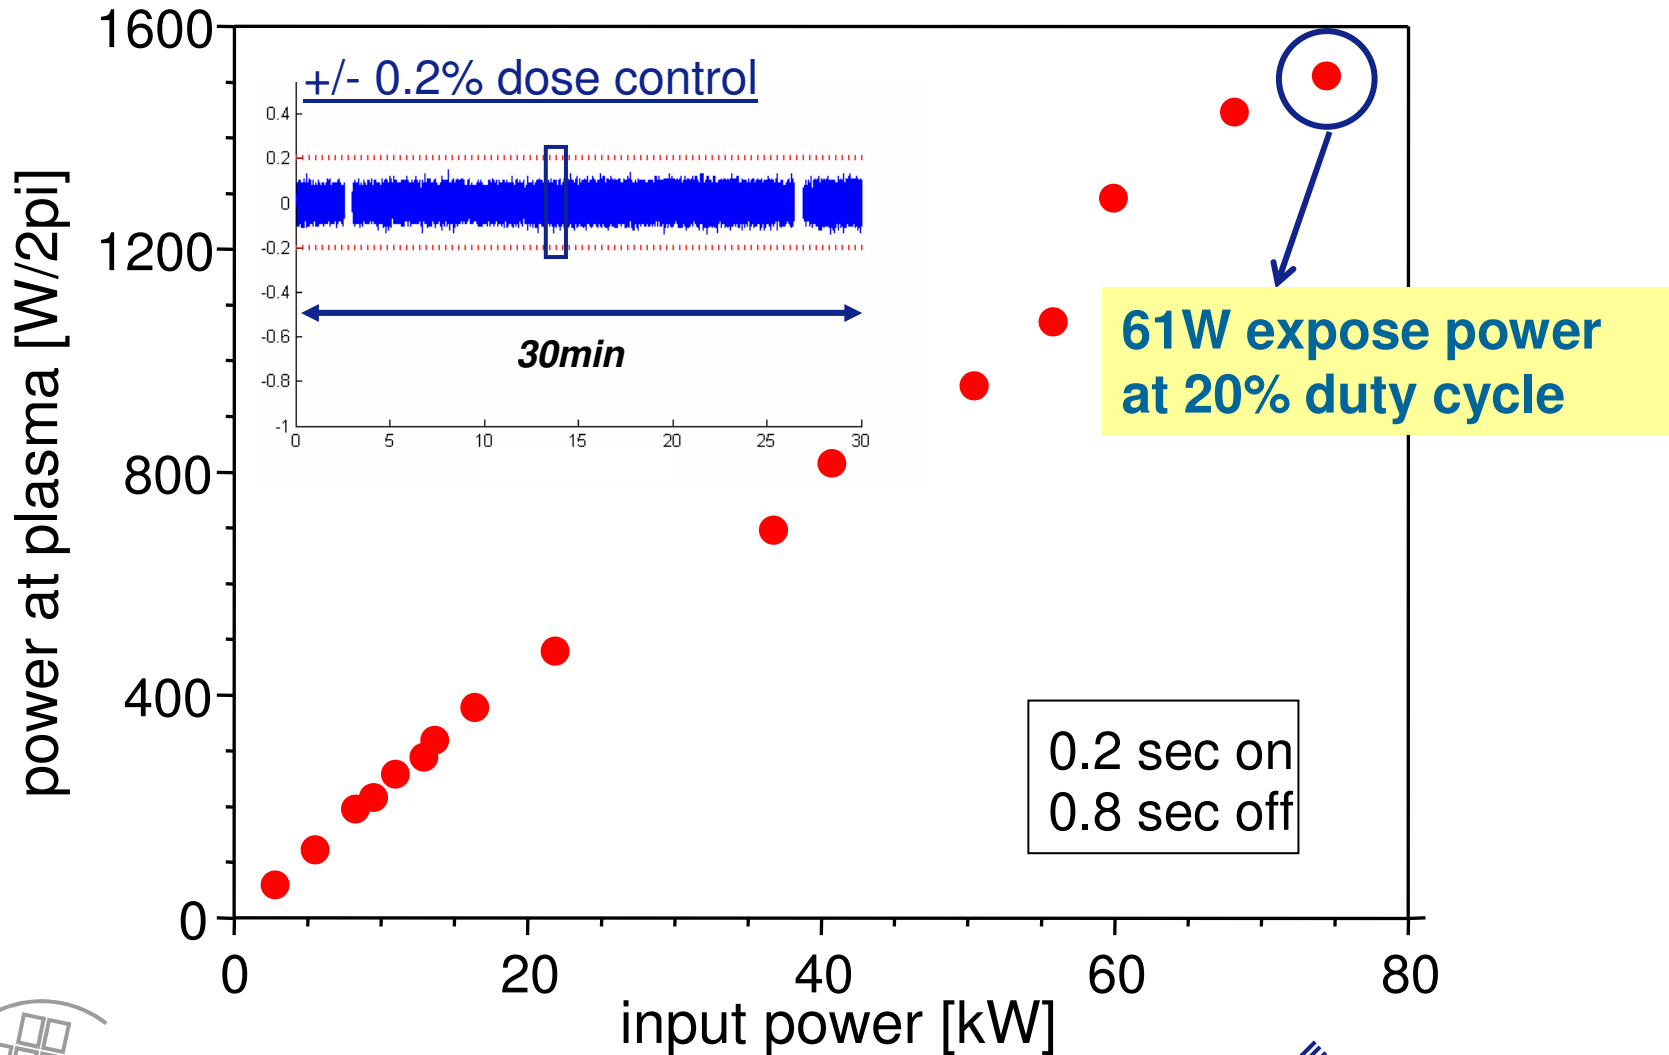 1600
1200
800
400
0
power at plasma [W/2pi]
+/- 0.2% dose control
0.4
0.2
0
-0.2
-0.4
-0.6
-0.8
-1
0 5 10 15 20 25 30
30min
61W expose power
at 20% duty cycle
0.2 sec on
0.8 sec off
0 20 40 60 80
input power [kW]